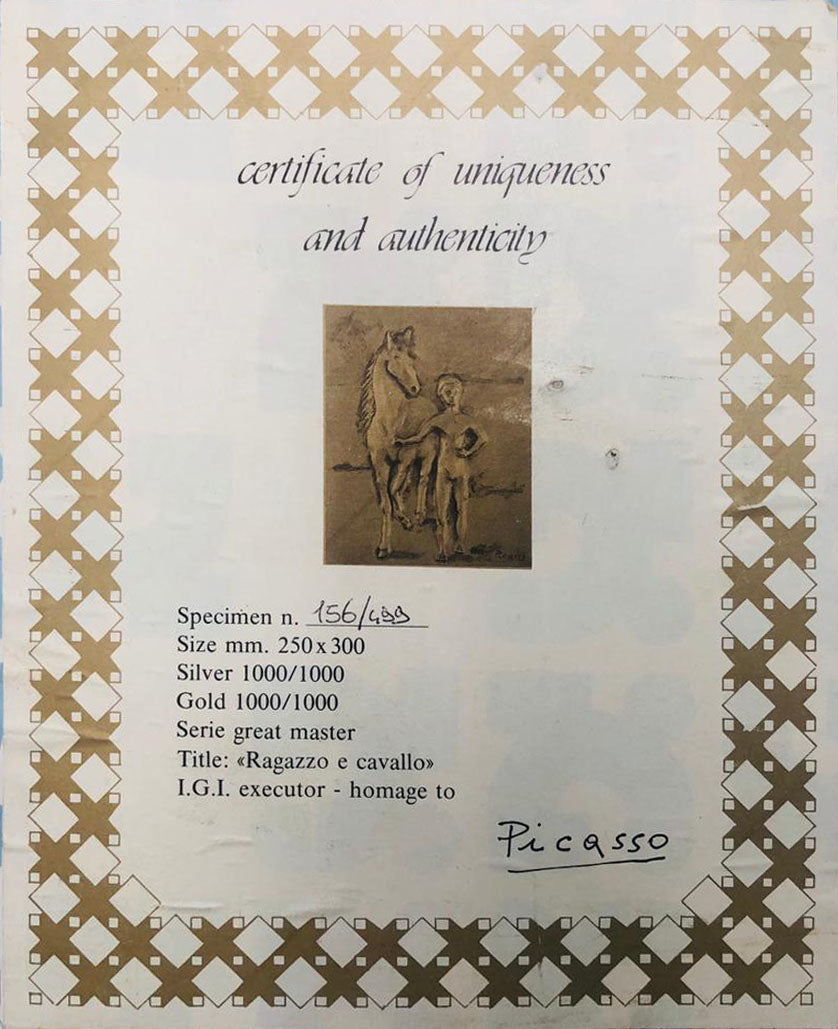 certificate of uniqueness
and authenticity
Specimen n. 156/499
Size mm. 250 x 300
Silver 1000/1000
Gold 1000/1000
Serie great master
Title: «Ragazzo e cavallo»
I.G.I. executor - homage to
Picasso